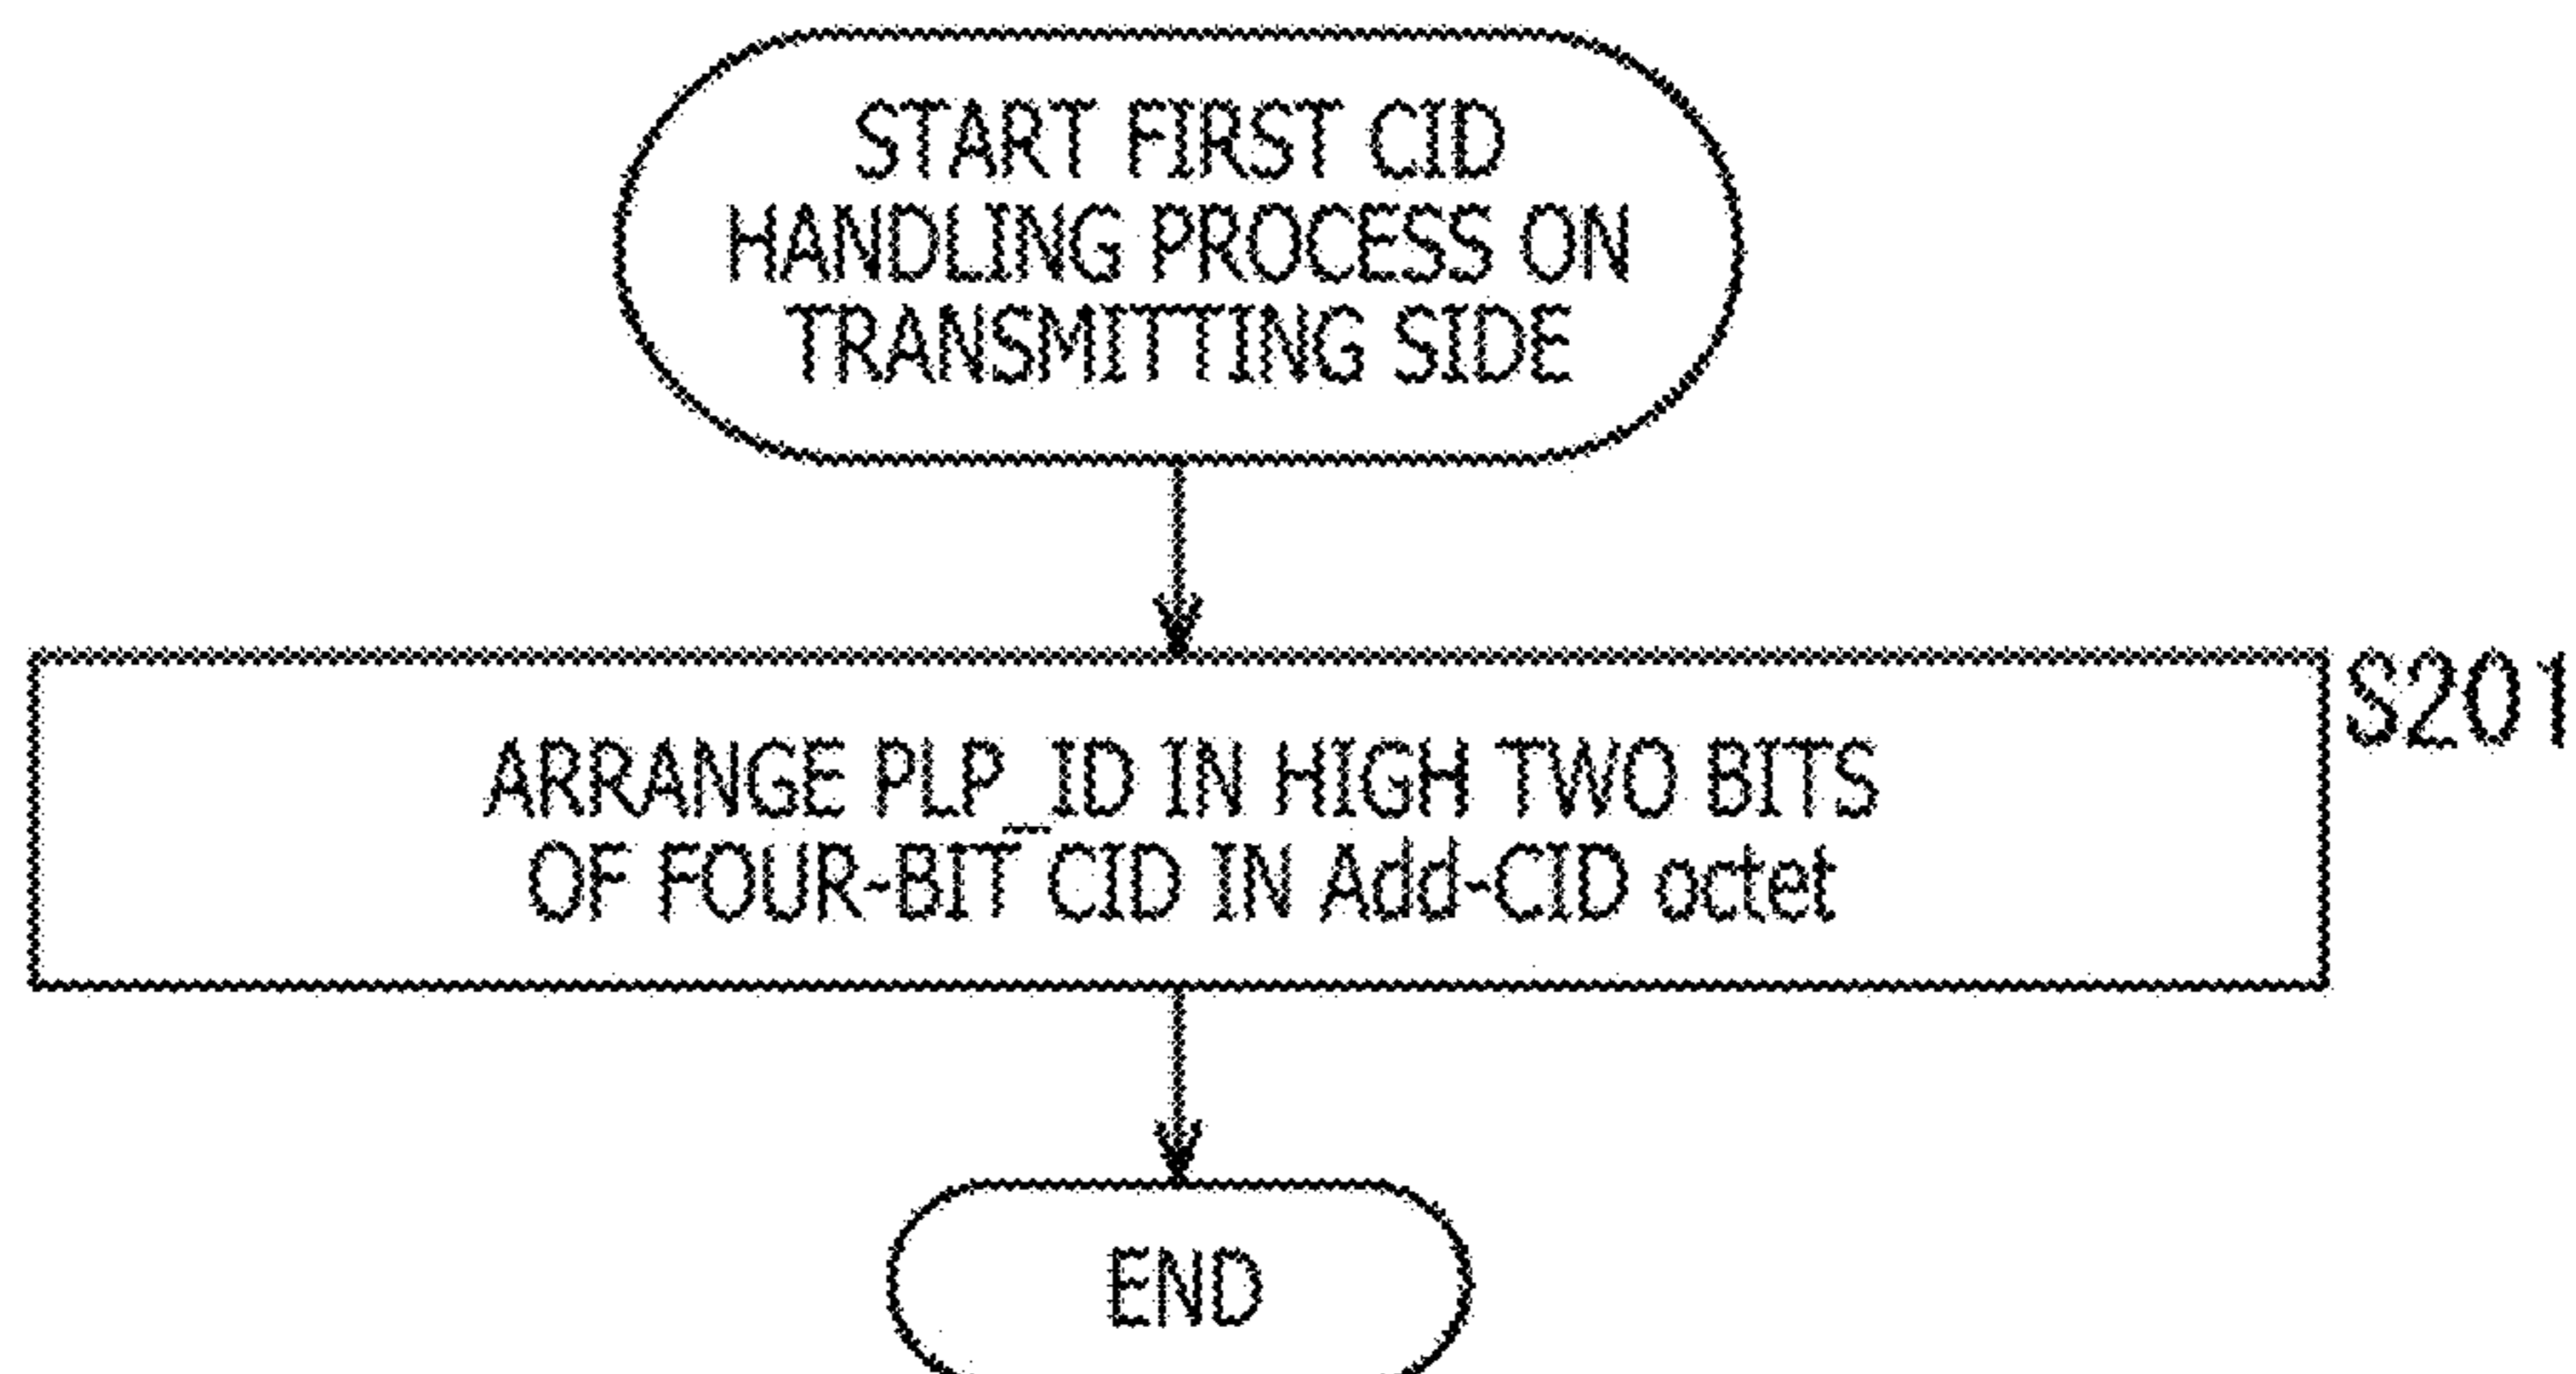 START FIRST CID
HANDLING PROCESS ON
TRANSMITTING SIDE
S201
ARRANGE PLP_ID IN HIGH TWO BITS
OF FOUR-BIT CID IN Add-CID octet
END